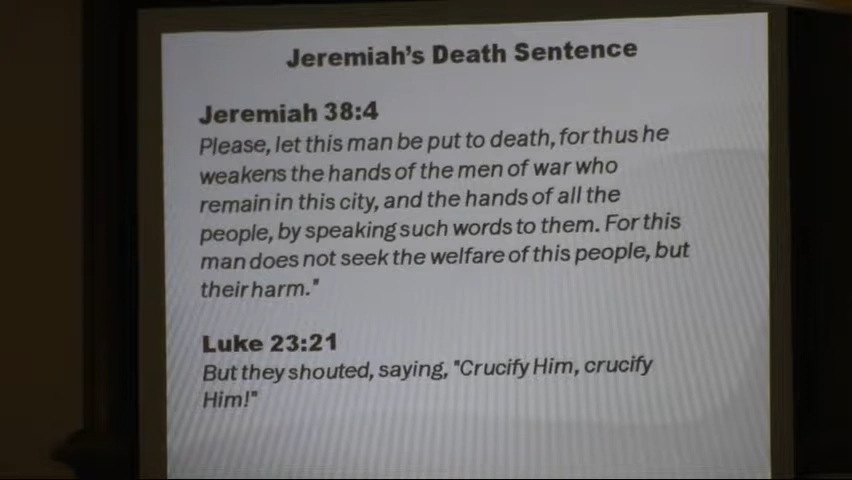 Jeremiah's Death Sentence
Jeremiah 38:4
Please, let this man be put to death, for thus he
weakens the hands of the men of war who
remain in this city, and the hands of all the
people, by speaking such words to them. For this
man does not seek the welfare of this people, but
their harm."
Luke 23:21
But they shouted, saying, "Crucify Him, crucify
Him!"